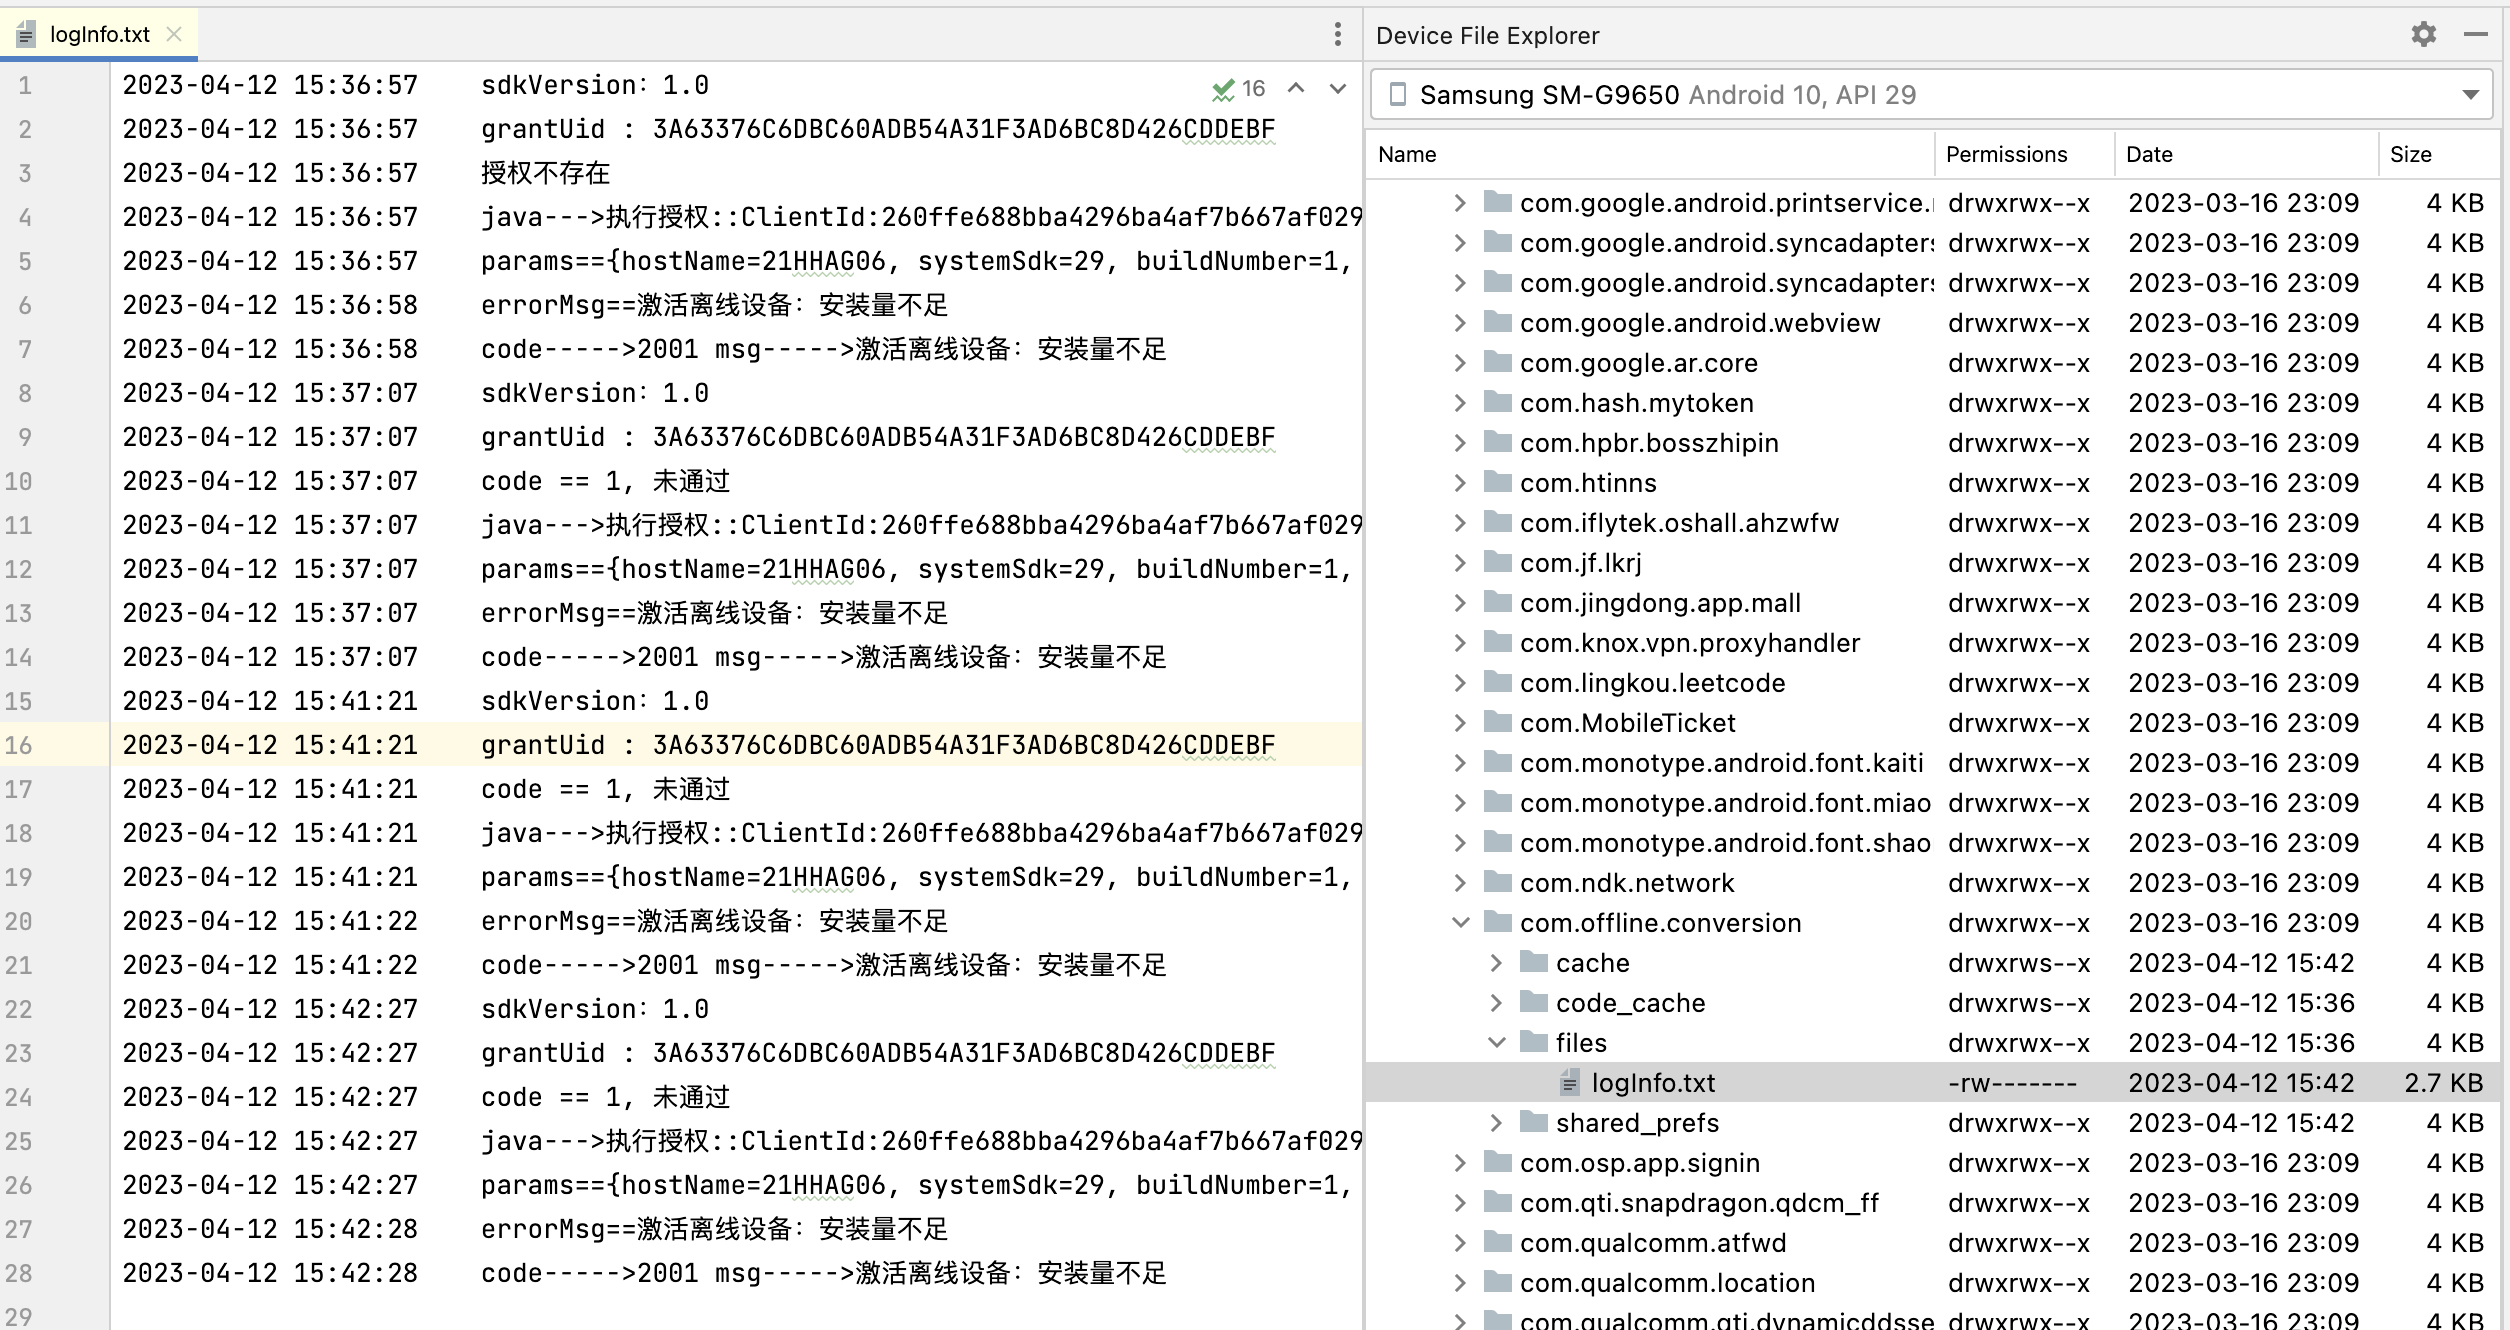 logInfo.txt
1 2023-04-12 15:36:57 sdkVersion：1.0
16
2 2023-04-12 15:36:57 grantUid : 3A63376C6DBC60ADB54A31F3AD6BC8D426CDDEBF
3 2023-04-12 15:36:57 授权不存在
4 2023-04-12 15:36:57 java--->执行授权::ClientId:260ffe688bba4296ba4af7b667af029
5 2023-04-12 15:36:57 params=={hostName=21HHAG06, systemSdk=29, buildNumber=1,
6 2023-04-12 15:36:58 errorMsg==激活离线设备：安装量不足
7 2023-04-12 15:36:58 code----->2001 msg----->激活离线设备：安装量不足
8 2023-04-12 15:37:07 sdkVersion：1.0
9 2023-04-12 15:37:07 grantUid : 3A63376C6DBC60ADB54A31F3AD6BC8D426CDDEBF
10 2023-04-12 15:37:07 code == 1, 未通过
11 2023-04-12 15:37:07 java--->执行授权::ClientId:260ffe688bba4296ba4af7b667af029
12 2023-04-12 15:37:07 params=={hostName=21HHAG06, systemSdk=29, buildNumber=1,
13 2023-04-12 15:37:07 errorMsg==激活离线设备：安装量不足
14 2023-04-12 15:37:07 code----->2001 msg----->激活离线设备：安装量不足
15 2023-04-12 15:41:21 sdkVersion：1.0
16 2023-04-12 15:41:21 grantUid : 3A63376C6DBC60ADB54A31F3AD6BC8D426CDDEBF
17 2023-04-12 15:41:21 code == 1, 未通过
18 2023-04-12 15:41:21 java--->执行授权::ClientId:260ffe688bba4296ba4af7b667af029
19 2023-04-12 15:41:21 params=={hostName=21HHAG06, systemSdk=29, buildNumber=1,
20 2023-04-12 15:41:22 errorMsg==激活离线设备：安装量不足
21 2023-04-12 15:41:22 code----->2001 msg----->激活离线设备：安装量不足
22 2023-04-12 15:42:27 sdkVersion：1.0
23 2023-04-12 15:42:27 grantUid : 3A63376C6DBC60ADB54A31F3AD6BC8D426CDDEBF
24 2023-04-12 15:42:27 code == 1, 未通过
25 2023-04-12 15:42:27 java--->执行授权::ClientId:260ffe688bba4296ba4af7b667af029
26 2023-04-12 15:42:27 params=={hostName=21HHAG06, systemSdk=29, buildNumber=1,
27 2023-04-12 15:42:28 errorMsg==激活离线设备：安装量不足
28 2023-04-12 15:42:28 code----->2001 msg----->激活离线设备：安装量不足
29
Device File Explorer
Samsung SM-G9650 Android 10, API 29
Name Permissions Date Size
com.google.android.printservice. drwxrwx--x 2023-03-16 23:09 4 KB
com.google.android.syncadapters drwxrwx--x 2023-03-16 23:09 4 KB
com.google.android.syncadapters drwxrwx--x 2023-03-16 23:09 4 KB
com.google.android.webview drwxrwx--x 2023-03-16 23:09 4 KB
com.google.ar.core drwxrwx--x 2023-03-16 23:09 4 KB
com.hash.mytoken drwxrwx--x 2023-03-16 23:09 4 KB
com.hpbr.bosszhipin drwxrwx--x 2023-03-16 23:09 4 KB
com.htinns drwxrwx--x 2023-03-16 23:09 4 KB
com.iflytek.oshall.ahzwfw drwxrwx--x 2023-03-16 23:09 4 KB
com.jf.lkrj drwxrwx--x 2023-03-16 23:09 4 KB
com.jingdong.app.mall drwxrwx--x 2023-03-16 23:09 4 KB
com.knox.vpn.proxyhandler drwxrwx--x 2023-03-16 23:09 4 KB
com.lingkou.leetcode drwxrwx--x 2023-03-16 23:09 4 KB
com.MobileTicket drwxrwx--x 2023-03-16 23:09 4 KB
com.monotype.android.font.kaiti drwxrwx--x 2023-03-16 23:09 4 KB
com.monotype.android.font.miao drwxrwx--x 2023-03-16 23:09 4 KB
com.monotype.android.font.shao drwxrwx--x 2023-03-16 23:09 4 KB
com.ndk.network drwxrwx--x 2023-03-16 23:09 4 KB
com.offline.conversion drwxrwx--x 2023-03-16 23:09 4 KB
cache drwxrws--x 2023-04-12 15:42 4 KB
code_cache drwxrws--x 2023-04-12 15:36 4 KB
files drwxrwx--x 2023-04-12 15:36 4 KB
logInfo.txt -rw------- 2023-04-12 15:42 2.7 KB
shared_prefs drwxrwx--x 2023-04-12 15:42 4 KB
com.osp.app.signin drwxrwx--x 2023-03-16 23:09 4 KB
com.qti.snapdragon.qdcm_ff drwxrwx--x 2023-03-16 23:09 4 KB
com.qualcomm.atfwd drwxrwx--x 2023-03-16 23:09 4 KB
com.qualcomm.location drwxrwx--x 2023-03-16 23:09 4 KB
com.qualcomm.qti.dynamicddsse drwxrwx--x 2023-03-16 23:09 4 KB